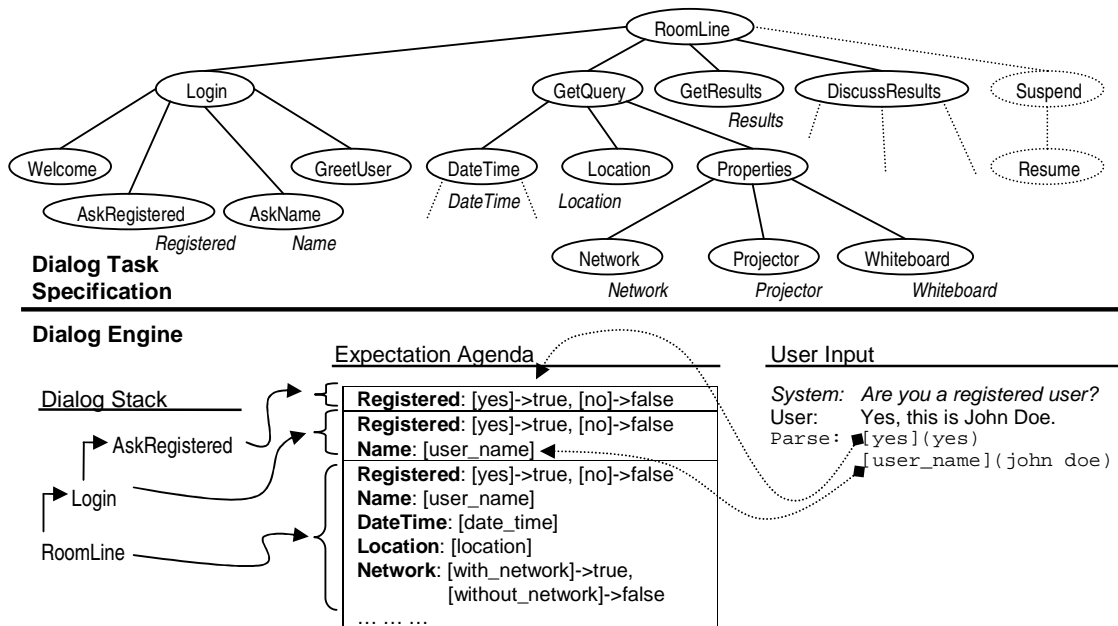 RoomLine
Login
GetQuery
GetResults
DiscussResults
Suspend
Results
Welcome
GreetUser
DateTime
Location
Properties
Resume
DateTime
Location
AskRegistered
AskName
Registered
Name
Network
Projector
Whiteboard
Network
Projector
Whiteboard
Dialog Task
Specification
Dialog Engine
Expectation Agenda
User Input
Dialog Stack
AskRegistered
Login
RoomLine
Registered: [yes]->true, [no]->false
Registered: [yes]->true, [no]->false
Name: [user_name]
Registered: [yes]->true, [no]->false
Name: [user_name]
DateTime: [date_time]
Location: [location]
Network: [with_network]->true,
[without_network]->false
... ... ...
System: Are you a registered user?
User: Yes, this is John Doe.
Parse: [yes](yes)
[user_name](john doe)